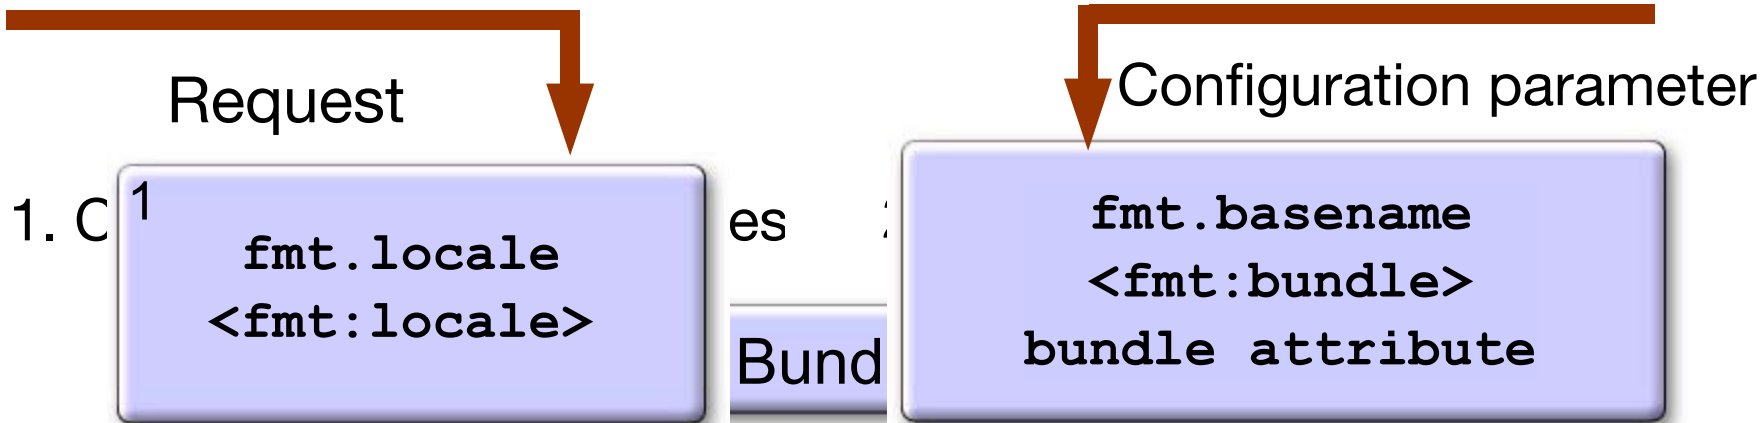 Request
Configuration parameter
1. C
1
es
fmt.locale
<fmt:locale>
fmt.basename
<fmt:bundle>
bundle attribute
Bund